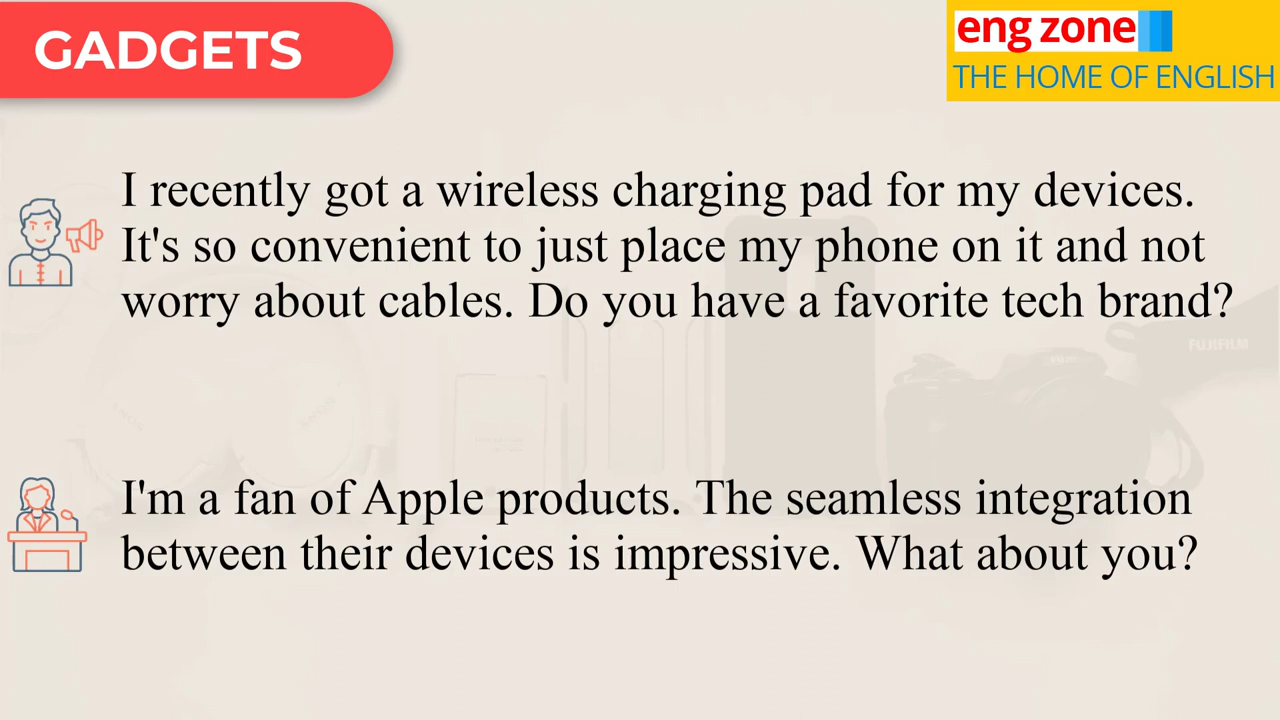 GADGETS
eng zone
THE HOME OF ENGLISH
I recently got a wireless charging pad for my devices.
It's so convenient to just place my phone on it and not
worry about cables. Do you have a favorite tech brand?
FUJIFILM
SONY
I'm a fan of Apple products. The seamless integration
between their devices is impressive. What about you?